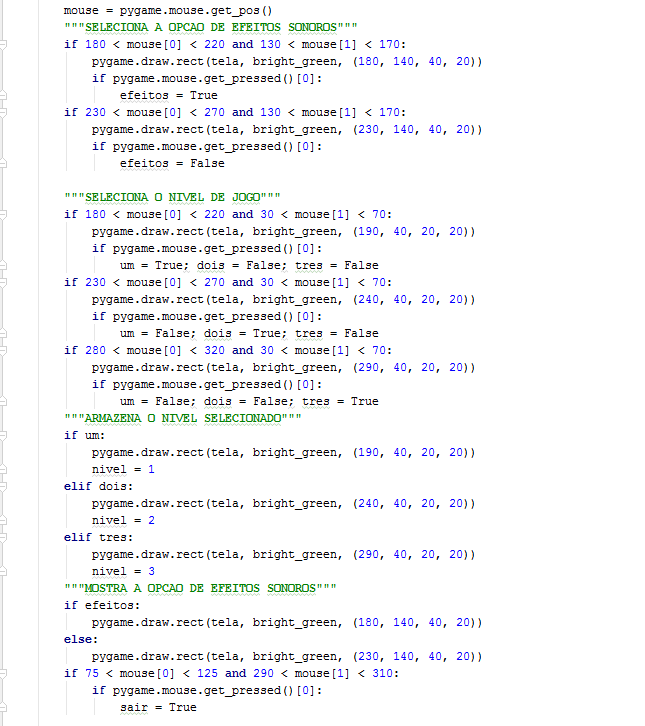 mouse = pygame.mouse.get_pos()
"""SELECIONA A OPCAO DE EFEITOS SONOROS"""
if 180 < mouse[0] < 220 and 130 < mouse[1] < 170:
    pygame.draw.rect(tela, bright_green, (180, 140, 40, 20))
    if pygame.mouse.get_pressed()[0]:
        efeitos = True
if 230 < mouse[0] < 270 and 130 < mouse[1] < 170:
    pygame.draw.rect(tela, bright_green, (230, 140, 40, 20))
    if pygame.mouse.get_pressed()[0]:
        efeitos = False
"""SELECIONA O NIVEL DE JOGO"""
if 180 < mouse[0] < 220 and 30 < mouse[1] < 70:
    pygame.draw.rect(tela, bright_green, (190, 40, 20, 20))
    if pygame.mouse.get_pressed()[0]:
        um = True; dois = False; tres = False
if 230 < mouse[0] < 270 and 30 < mouse[1] < 70:
    pygame.draw.rect(tela, bright_green, (240, 40, 20, 20))
    if pygame.mouse.get_pressed()[0]:
        um = False; dois = True; tres = False
if 280 < mouse[0] < 320 and 30 < mouse[1] < 70:
    pygame.draw.rect(tela, bright_green, (290, 40, 20, 20))
    if pygame.mouse.get_pressed()[0]:
        um = False; dois = False; tres = True
"""ARMAZENA O NIVEL SELECIONADO"""
if um:
    pygame.draw.rect(tela, bright_green, (190, 40, 20, 20))
    nivel = 1
elif dois:
    pygame.draw.rect(tela, bright_green, (240, 40, 20, 20))
    nivel = 2
elif tres:
    pygame.draw.rect(tela, bright_green, (290, 40, 20, 20))
    nivel = 3
"""MOSTRA A OPCAO DE EFEITOS SONOROS"""
if efeitos:
    pygame.draw.rect(tela, bright_green, (180, 140, 40, 20))
else:
    pygame.draw.rect(tela, bright_green, (230, 140, 40, 20))
if 75 < mouse[0] < 125 and 290 < mouse[1] < 310:
    if pygame.mouse.get_pressed()[0]:
        sair = True